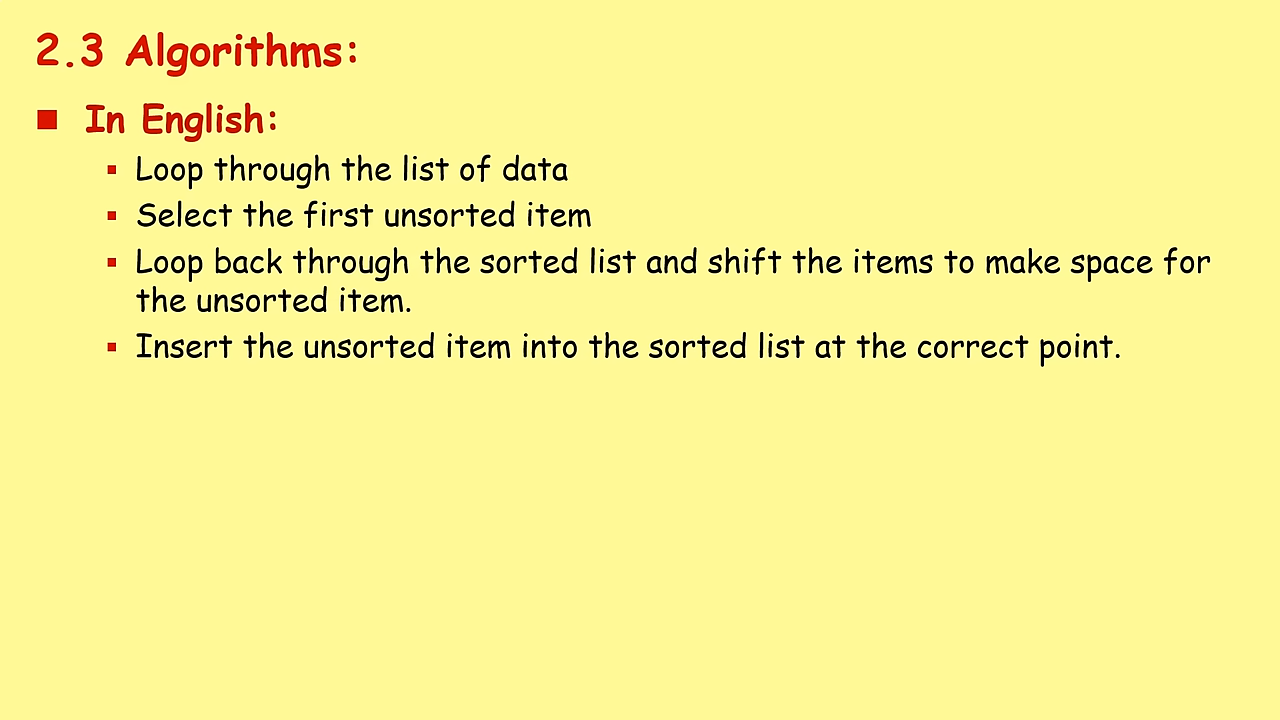 2.3 Algorithms:
In English:
Loop through the list of data
Select the first unsorted item
Loop back through the sorted list and shift the items to make space for
the unsorted item.
Insert the unsorted item into the sorted list at the correct point.